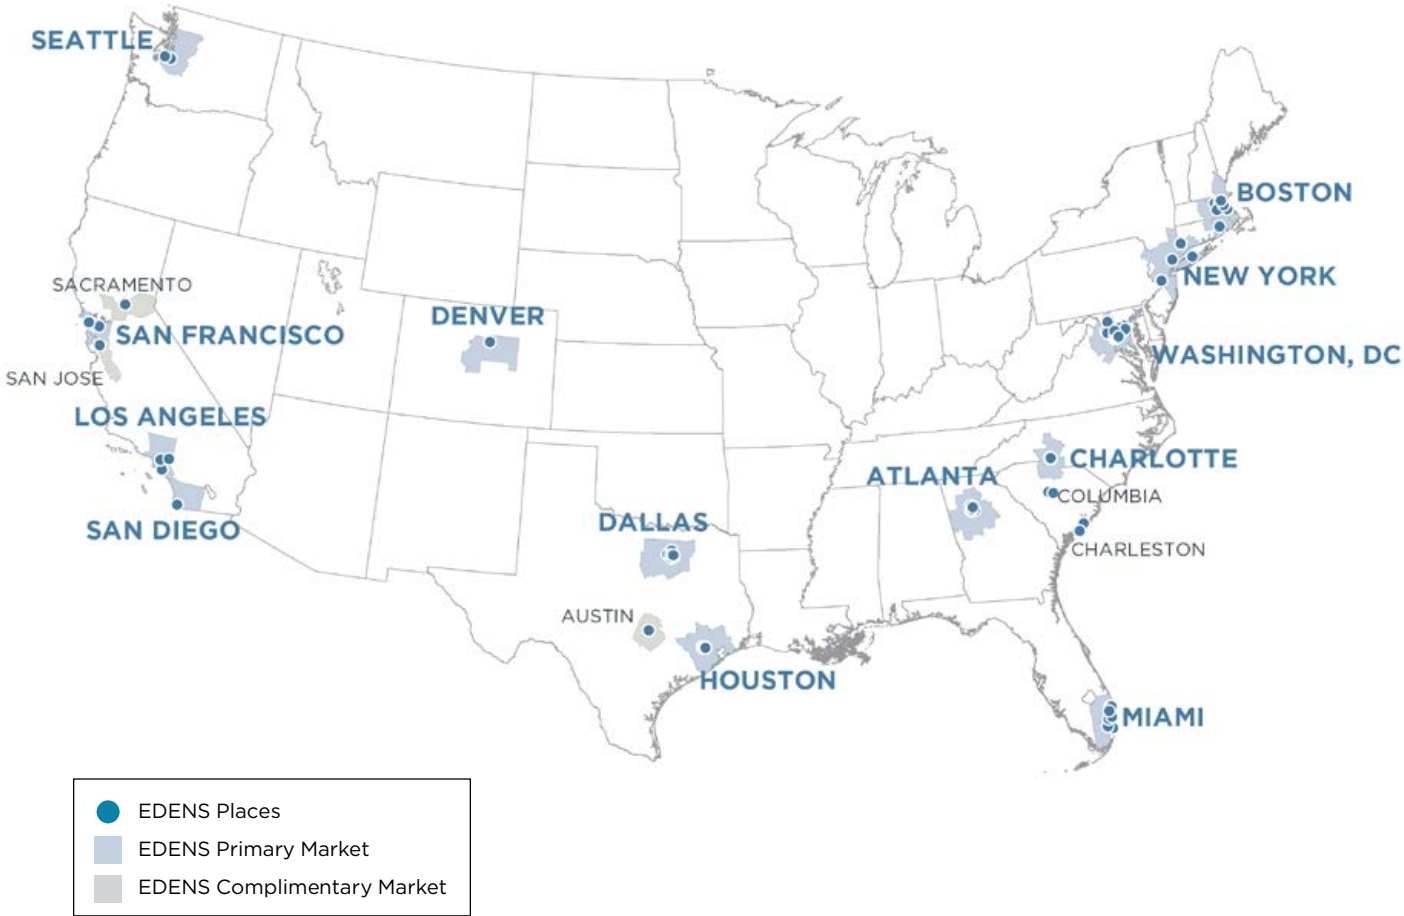 SEATTLE
BOSTON
NEW YORK
SACRAMENTO
DENVER
SAN FRANCISCO
WASHINGTON, DC
SAN JOSE
LOS ANGELES
CHARLOTTE
ATLANTA
COLUMBIA
DALLAS
SAN DIEGO
CHARLESTON
AUSTIN
HOUSTON
MIAMI
EDENS Places
EDENS Primary Market
EDENS Complimentary Market